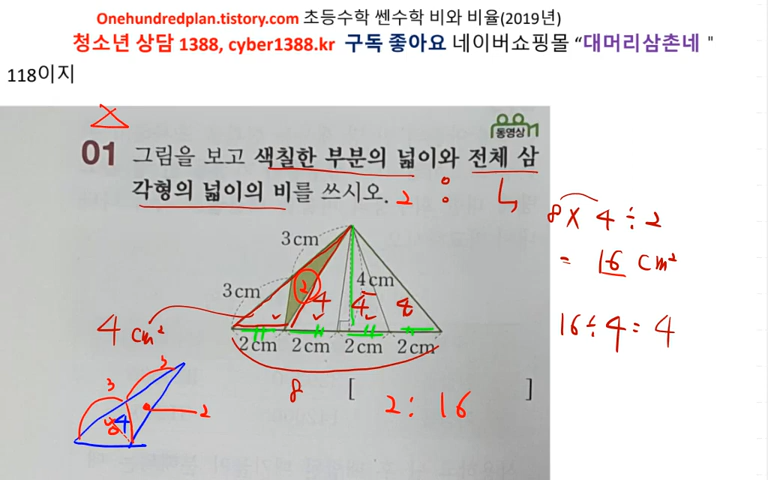 Onehundredplan.tistory.com 초등수학 쎈수학 비와 비율(2019년)
청소년 상담 1388, cyber1388.kr 구독 좋아요 네이버쇼핑몰 “대머리삼촌네 "
118이지
동영상
01 그림을 보고 색칠한 부분의 넓이와 전체 삼
각형의 넓이의 비를 쓰시오. 2 :
8 × 4 ÷ 2
= 16 cm²
16 ÷ 4 = 4
3cm
3cm
4cm
2 4 4
4 cm²
2cm 2cm 2cm 2cm
8
[ 2 : 16 ]
3
4
2